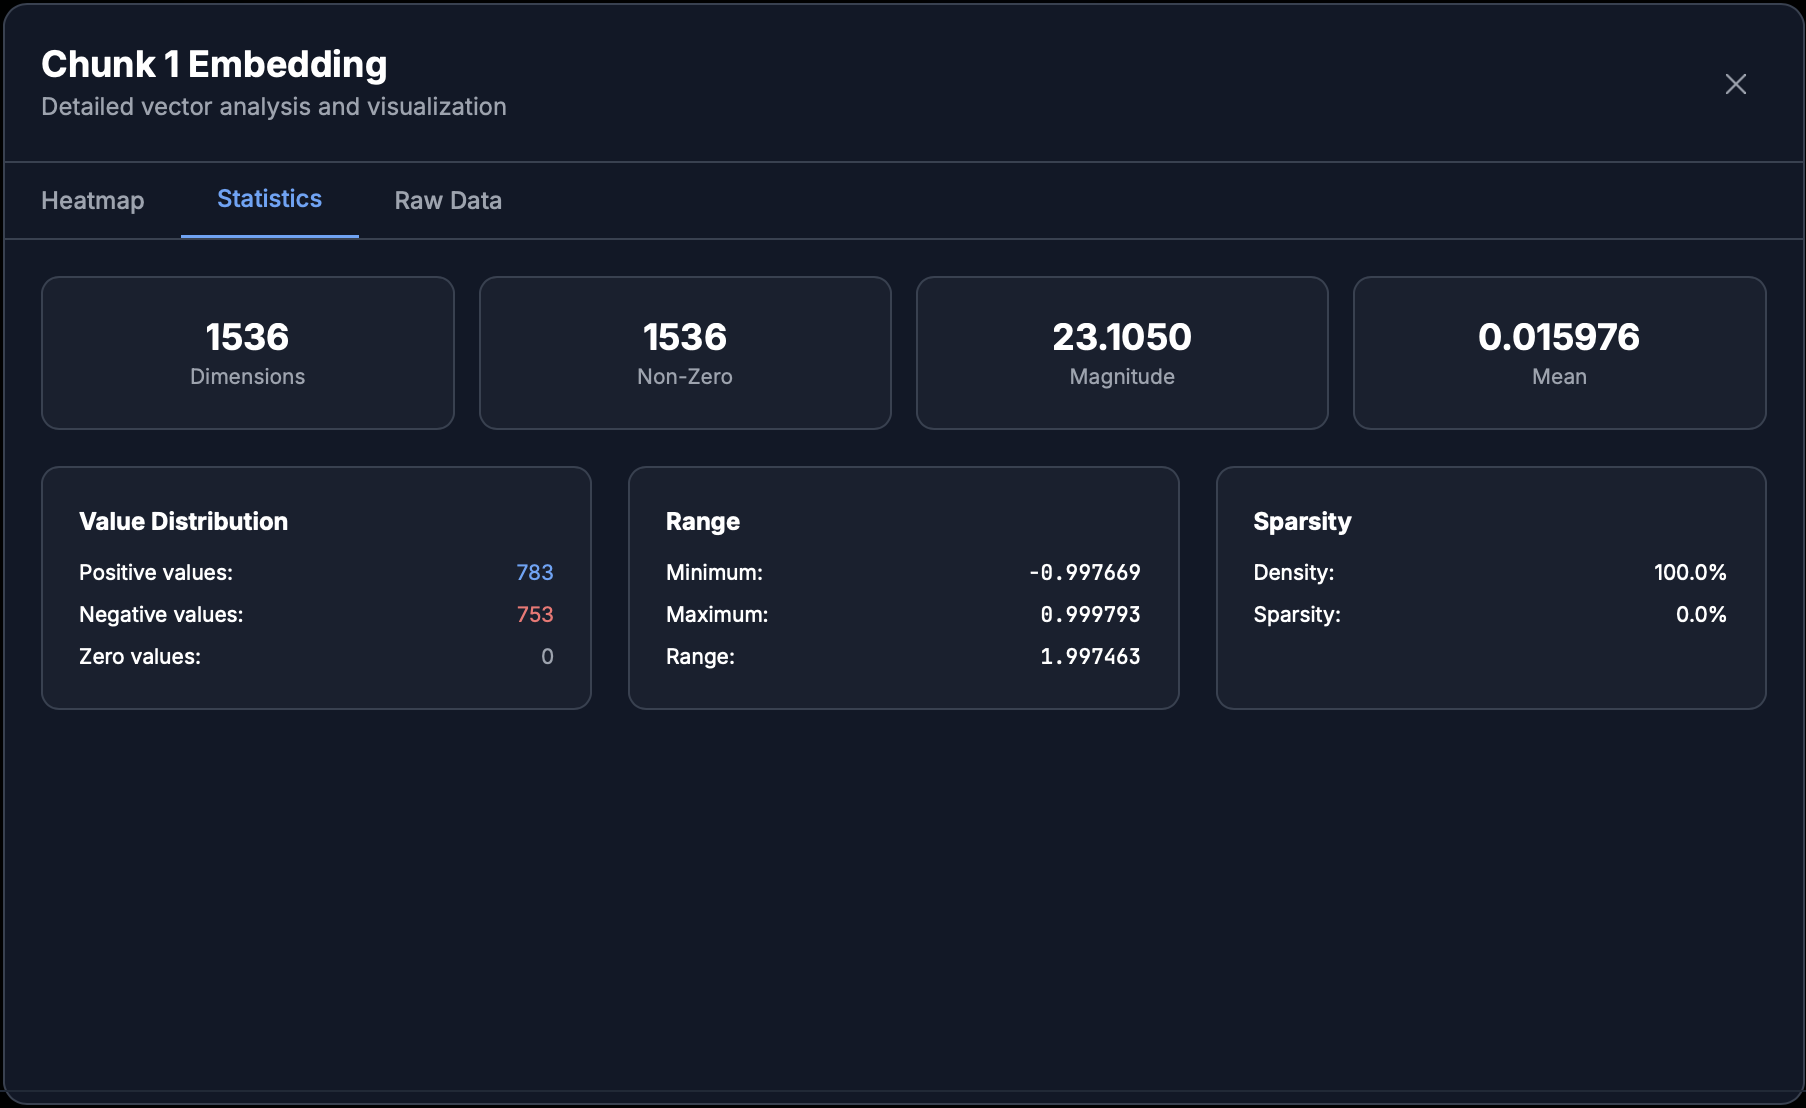 Chunk 1 Embedding
Detailed vector analysis and visualization
Heatmap Statistics Raw Data
1536
Dimensions
1536
Non-Zero
23.1050
Magnitude
0.015976
Mean
Value Distribution
Positive values: 783
Negative values: 753
Zero values: 0
Range
Minimum: -0.997669
Maximum: 0.999793
Range: 1.997463
Sparsity
Density: 100.0%
Sparsity: 0.0%